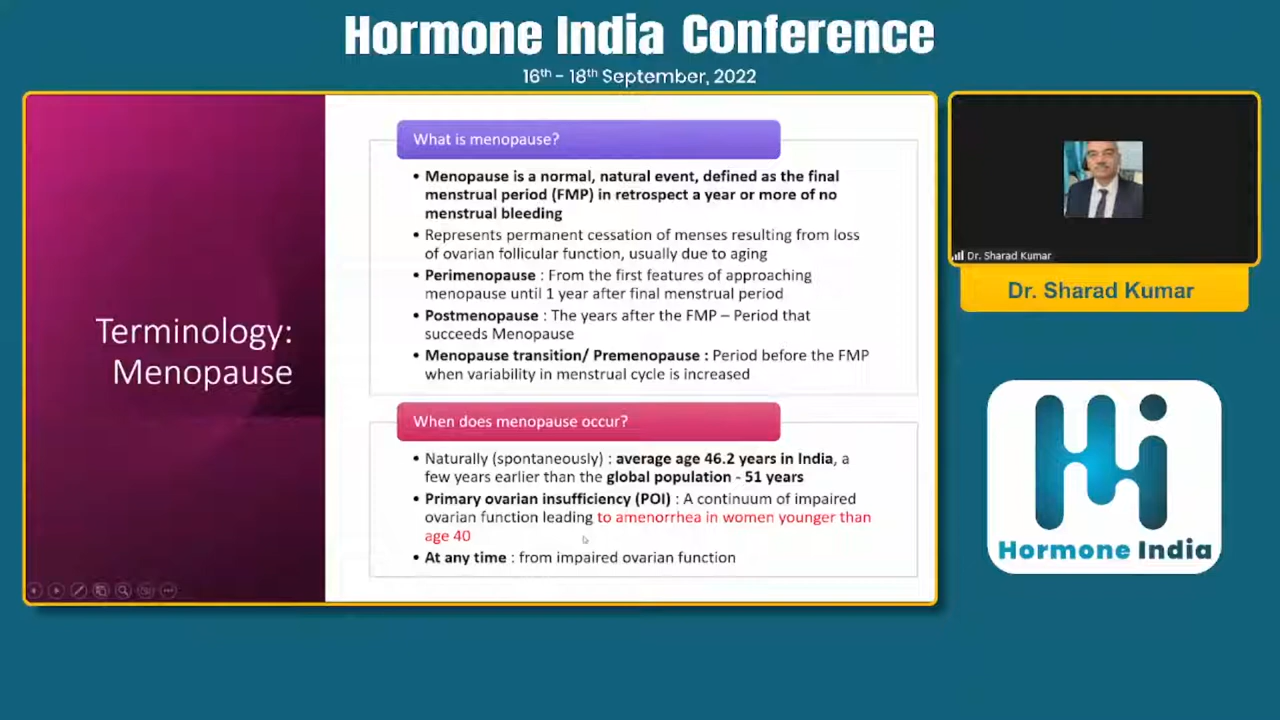 Hormone India Conference
16th - 18th September, 2022
Terminology:
Menopause
What is menopause?
• Menopause is a normal, natural event, defined as the final
menstrual period (FMP) in retrospect a year or more of no
menstrual bleeding
• Represents permanent cessation of menses resulting from loss
of ovarian follicular function, usually due to aging
• Perimenopause : From the first features of approaching
menopause until 1 year after final menstrual period
• Postmenopause : The years after the FMP – Period that
succeeds Menopause
• Menopause transition/ Premenopause : Period before the FMP
when variability in menstrual cycle is increased
When does menopause occur?
• Naturally (spontaneously) : average age 46.2 years in India, a
few years earlier than the global population - 51 years
• Primary ovarian insufficiency (POI) : A continuum of impaired
ovarian function leading to amenorrhea in women younger than
age 40
• At any time : from impaired ovarian function
Dr. Sharad Kumar
Dr. Sharad Kumar
Hi
Hormone India